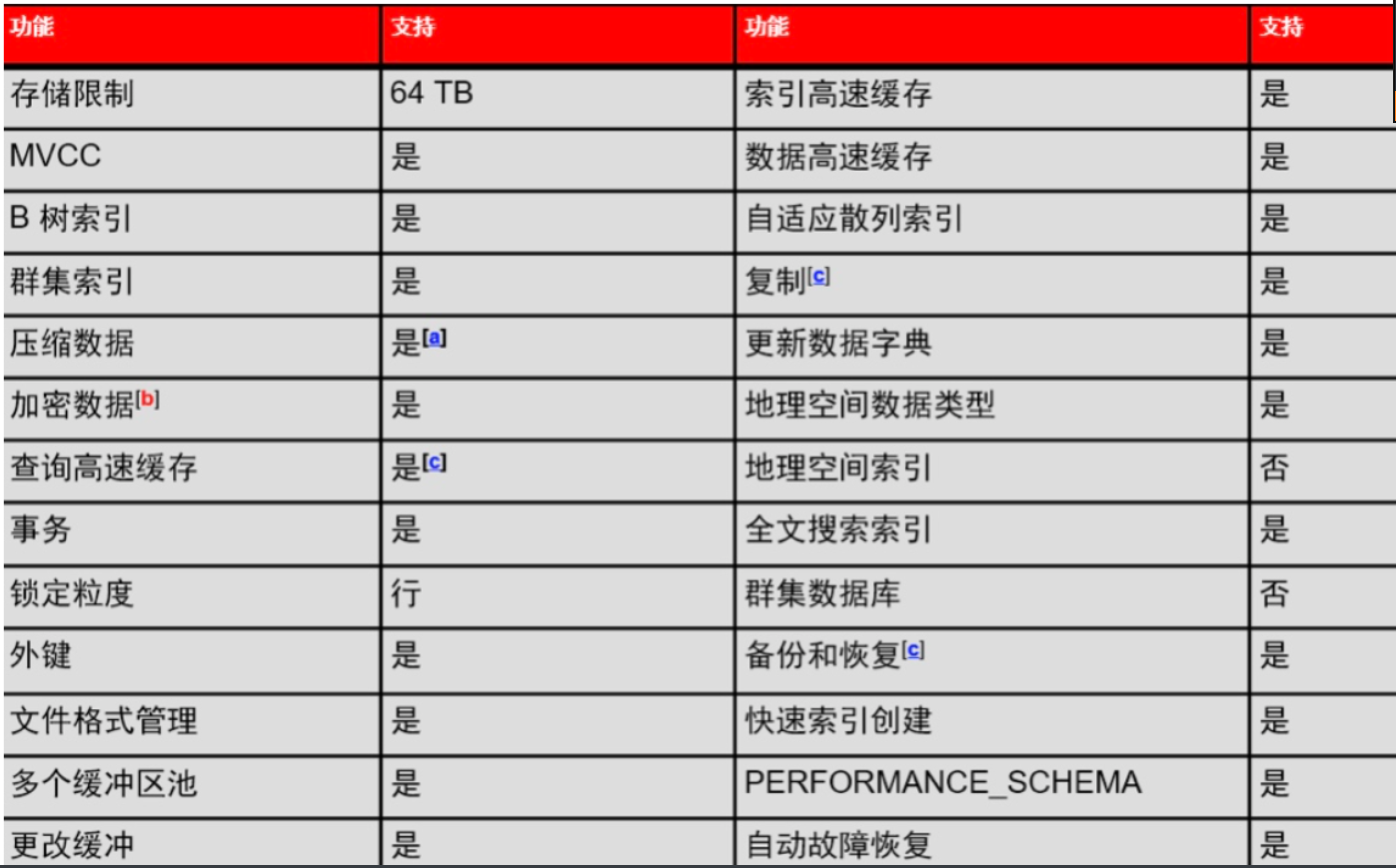 功能 支持 功能 支持
存储限制 64 TB 索引高速缓存 是
MVCC 是 数据高速缓存 是
B 树索引 是 自适应散列索引 是
群集索引 是 复制[c] 是
压缩数据 是[a] 更新数据字典 是
加密数据[b] 是 地理空间数据类型 是
查询高速缓存 是[c] 地理空间索引 否
事务 是 全文搜索索引 是
锁定粒度 行 群集数据库 否
外键 是 备份和恢复[c] 是
文件格式管理 是 快速索引创建 是
多个缓冲区池 是 PERFORMANCE_SCHEMA 是
更改缓冲 是 自动故障恢复 是